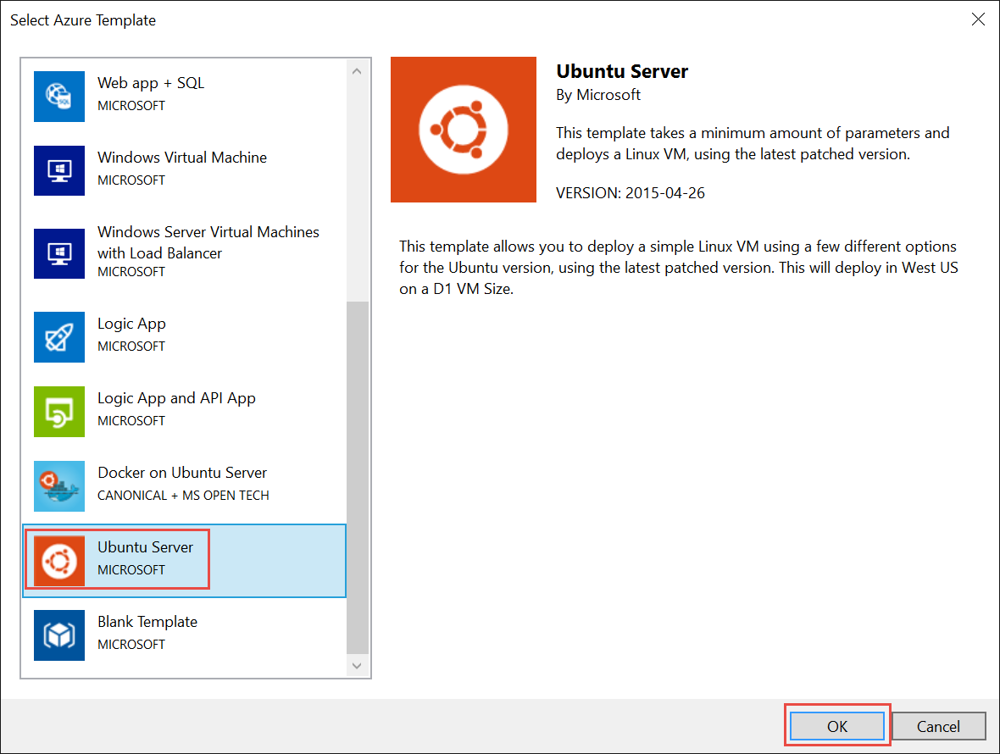 Select Azure Template
Web app + SQL
MICROSOFT
Windows Virtual Machine
MICROSOFT
Windows Server Virtual Machines
with Load Balancer
MICROSOFT
Logic App
MICROSOFT
Logic App and API App
MICROSOFT
Docker on Ubuntu Server
CANONICAL + MS OPEN TECH
Ubuntu Server
MICROSOFT
Blank Template
MICROSOFT
Ubuntu Server
By Microsoft
This template takes a minimum amount of parameters and
deploys a Linux VM, using the latest patched version.
VERSION: 2015-04-26
This template allows you to deploy a simple Linux VM using a few different options
for the Ubuntu version, using the latest patched version. This will deploy in West US
on a D1 VM Size.
OK
Cancel